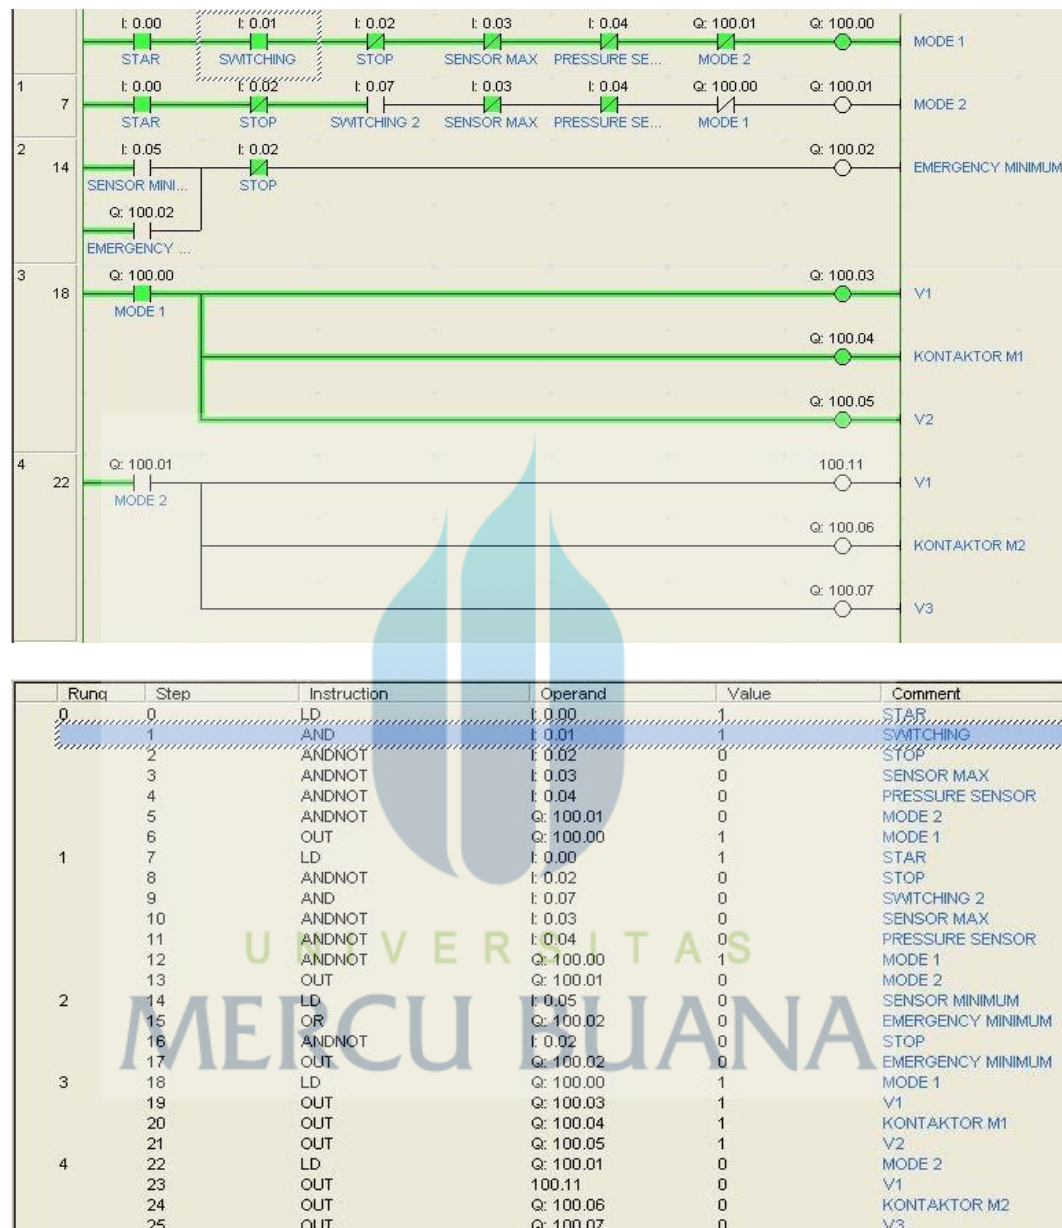 I: 0.00 I: 0.01 I: 0.02 I: 0.03 I: 0.04 Q: 100.01 Q: 100.00
MODE 1
STAR SWITCHING STOP SENSOR MAX PRESSURE SE... MODE 2
1 I: 0.00 I: 0.02 I: 0.07 I: 0.03 I: 0.04 Q: 100.00 Q: 100.01
7 MODE 2
STAR STOP SWITCHING 2 SENSOR MAX PRESSURE SE... MODE 1
2 I: 0.05 I: 0.02 Q: 100.02
14 EMERGENCY MINIMUM
SENSOR MINI... STOP
Q: 100.02
EMERGENCY ...
3 Q: 100.00 Q: 100.03
18 V1
MODE 1
Q: 100.04
KONTAKTOR M1
Q: 100.05
V2
4 Q: 100.01 100.11
22 V1
MODE 2
Q: 100.06
KONTAKTOR M2
Q: 100.07
V3
Rung Step Instruction Operand Value Comment
0 0 LD I: 0.00 1 STAR
1 AND I: 0.01 1 SWITCHING
2 ANDNOT I: 0.02 0 STOP
3 ANDNOT I: 0.03 0 SENSOR MAX
4 ANDNOT I: 0.04 0 PRESSURE SENSOR
5 ANDNOT Q: 100.01 0 MODE 2
6 OUT Q: 100.00 1 MODE 1
1 7 LD I: 0.00 1 STAR
8 ANDNOT I: 0.02 0 STOP
9 AND I: 0.07 0 SWITCHING 2
10 ANDNOT I: 0.03 0 SENSOR MAX
11 ANDNOT I: 0.04 0 PRESSURE SENSOR
12 ANDNOT Q: 100.00 1 MODE 1
13 OUT Q: 100.01 0 MODE 2
2 14 LD I: 0.05 0 SENSOR MINIMUM
15 OR Q: 100.02 0 EMERGENCY MINIMUM
16 ANDNOT I: 0.02 0 STOP
17 OUT Q: 100.02 0 EMERGENCY MINIMUM
3 18 LD Q: 100.00 1 MODE 1
19 OUT Q: 100.03 1 V1
20 OUT Q: 100.04 1 KONTAKTOR M1
21 OUT Q: 100.05 1 V2
4 22 LD Q: 100.01 0 MODE 2
23 OUT 100.11 0 V1
24 OUT Q: 100.06 0 KONTAKTOR M2
25 OUT Q: 100.07 0 V3
UNIVERSITAS
MERCU BUANA